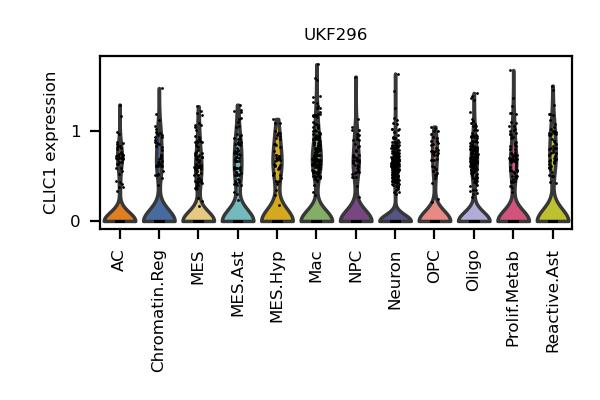 UKF296
CLIC1 expression
1
0
AC
Chromatin.Reg
MES
MES.Ast
MES.Hyp
Mac
NPC
Neuron
OPC
Oligo
Prolif.Metab
Reactive.Ast